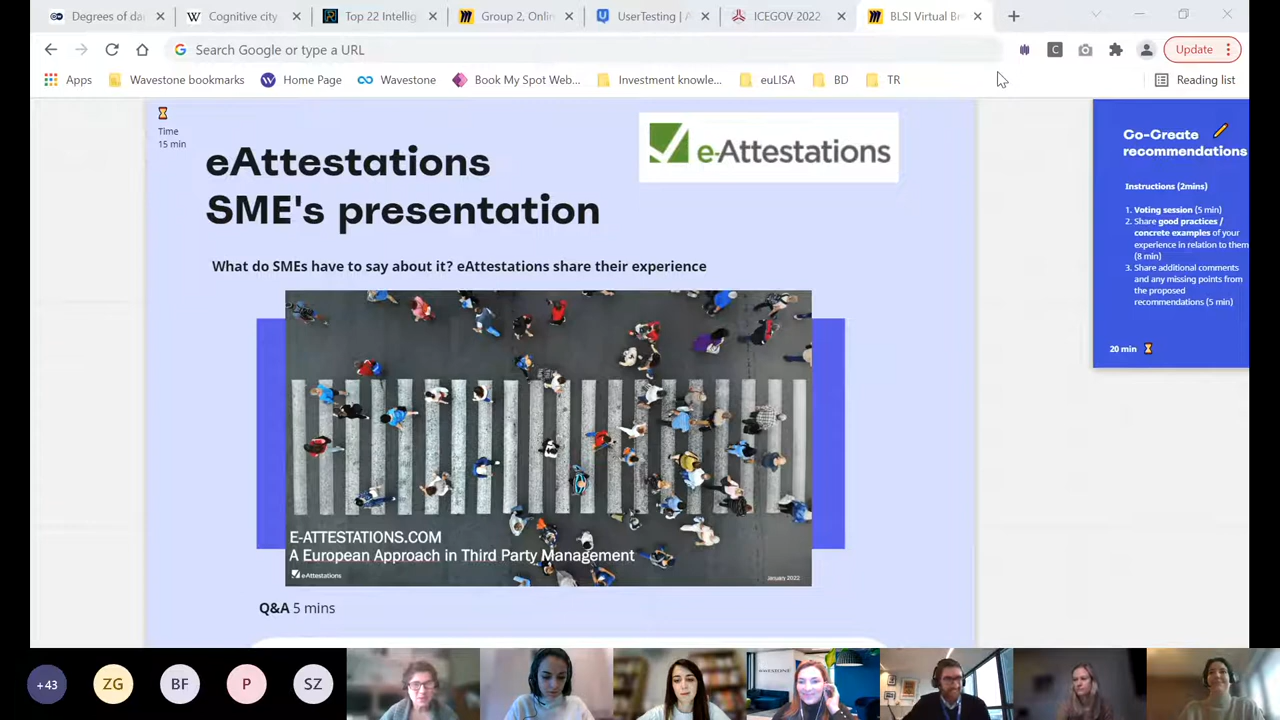 Degrees of da
Cognitive city
Top 22 Intellig
Group 2, Onli
UserTesting | A
ICEGOV 2022
BLSI Virtual Br
Search Google or type a URL
Update
Apps
Wavestone bookmarks
Home Page
Wavestone
Book My Spot Web...
Investment knowle...
euLISA
BD
TR
Reading list
Time
15 min
eAttestations
SME's presentation
e-Attestations
What do SMEs have to say about it? eAttestations share their experience
E-ATTESTATIONS.COM
A European Approach in Third Party Management
e-Attestations
January 2022
Q&A 5 mins
Go-Greate
recommendations
Instructions (2mins)
1. Voting session (5 min)
2. Share good practices /
concrete examples of your
experience in relation to them
(8 min)
3. Share additional comments
and any missing points from
the proposed
recommendations (5 min)
20 min
+43
ZG
BF
P
SZ